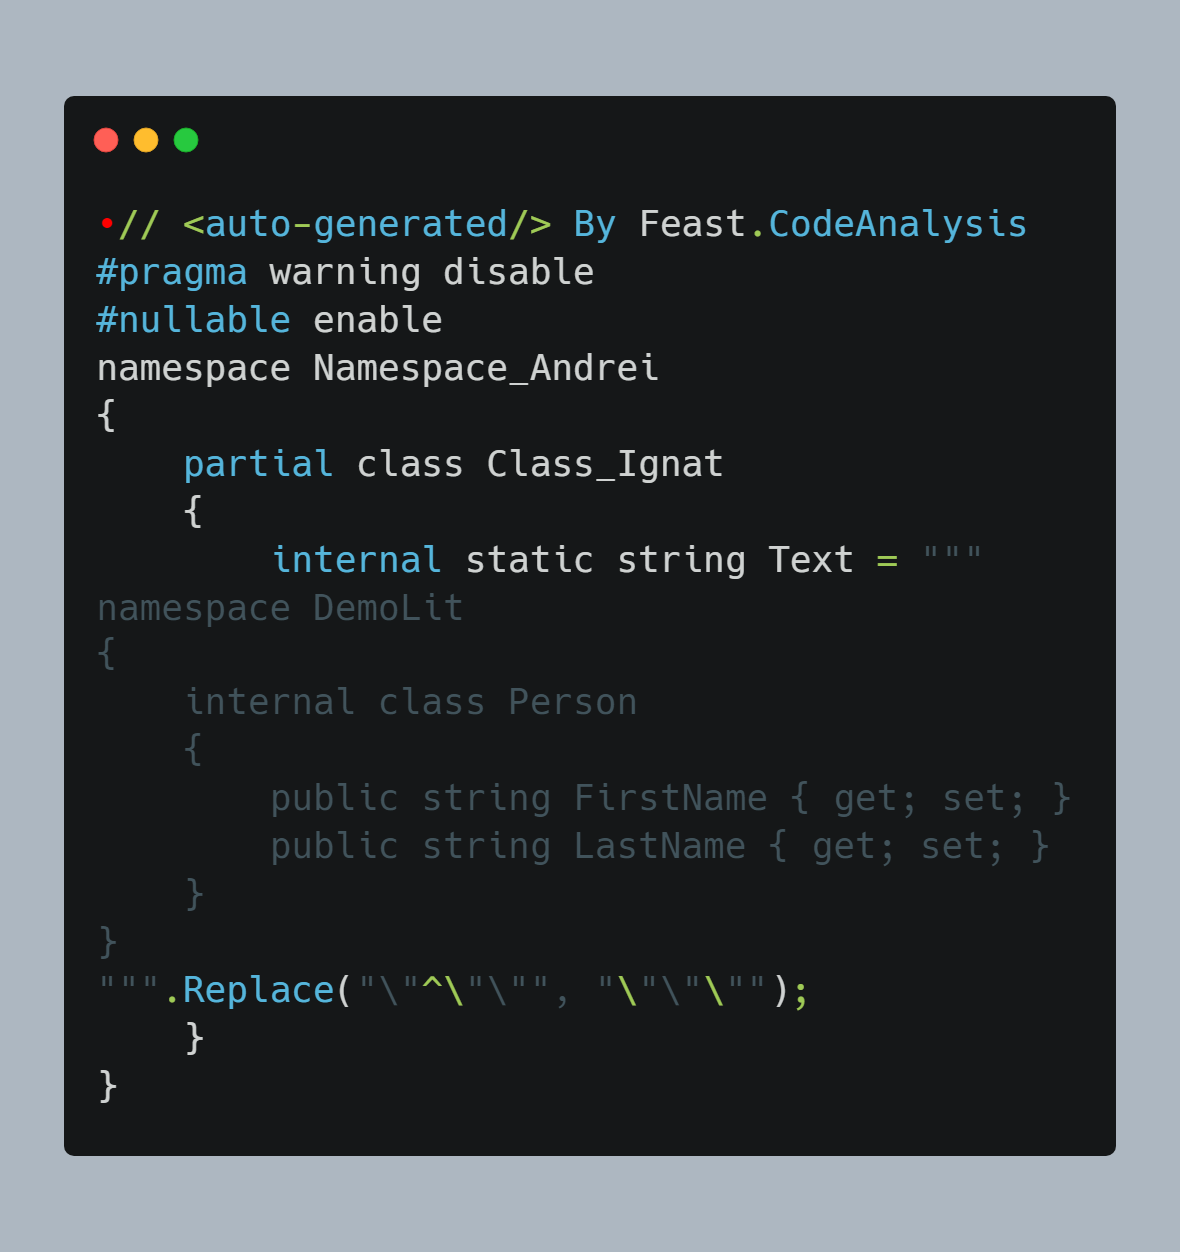 •// <auto-generated/> By Feast.CodeAnalysis
#pragma warning disable
#nullable enable
namespace Namespace_Andrei
{
    partial class Class_Ignat
    {
        internal static string Text = """
namespace DemoLit
{
    internal class Person
    {
        public string FirstName { get; set; }
        public string LastName { get; set; }
    }
}
""".Replace("\"^\"\"", "\"\"\"");
    }
}